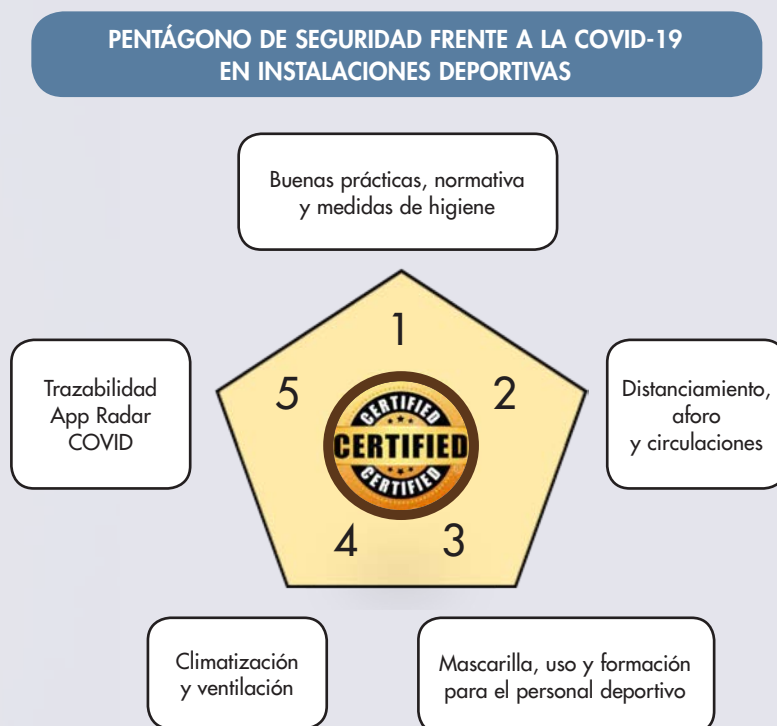 PENTÁGONO DE SEGURIDAD FRENTE A LA COVID-19
EN INSTALACIONES DEPORTIVAS
Buenas prácticas, normativa
y medidas de higiene
1
Distanciamiento,
aforo
y circulaciones
2
Mascarilla, uso y formación
para el personal deportivo
3
Climatización
y ventilación
4
Trazabilidad
App Radar
COVID
5
CERTIFIED
CERTIFIED
CERTIFIED